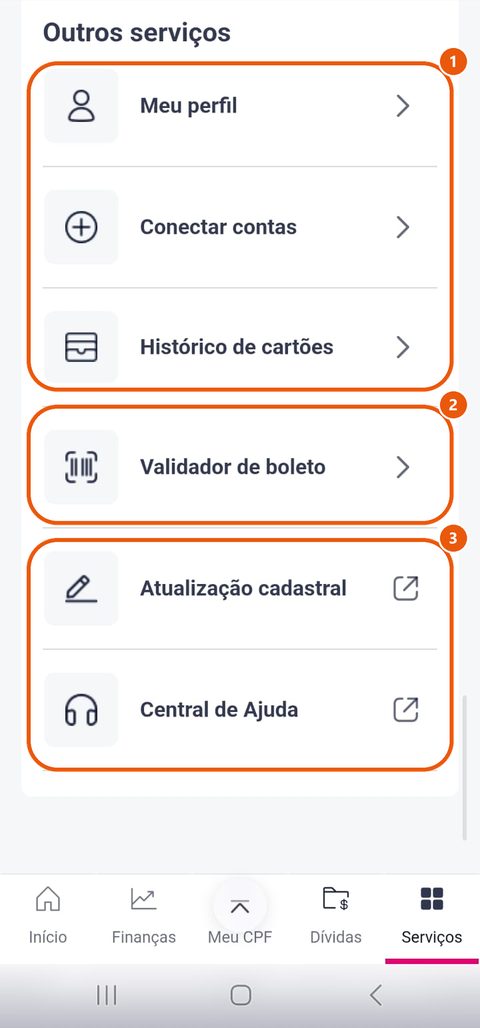 Outros serviços
1
Meu perfil
Conectar contas
Histórico de cartões
2
Validador de boleto
3
Atualização cadastral
Central de Ajuda
$
Início
Finanças
Meu CPF
Dívidas
Serviços